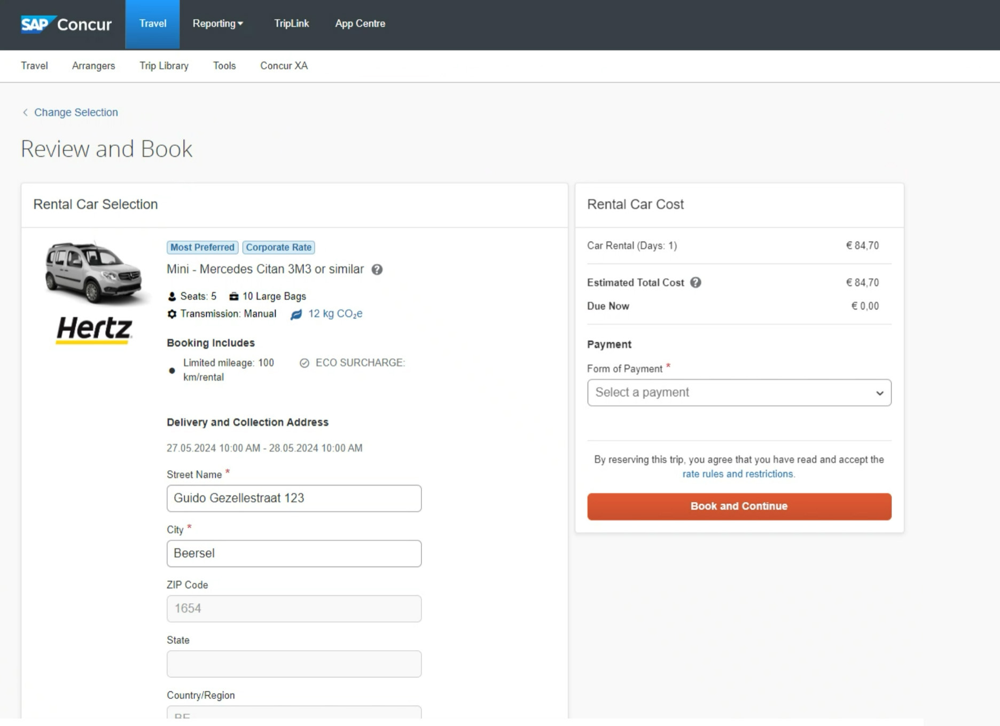 SAP Concur
Travel
Reporting
TripLink
App Centre
Travel
Arrangers
Trip Library
Tools
Concur XA
Change Selection
Review and Book
Rental Car Selection
Most Preferred
Corporate Rate
Mini - Mercedes Citan 3M3 or similar ?
Seats: 5
10 Large Bags
Transmission: Manual
12 kg CO₂e
Hertz
Booking Includes
Limited mileage: 100
km/rental
ECO SURCHARGE:
Delivery and Collection Address
27.05.2024 10:00 AM - 28.05.2024 10:00 AM
Street Name *
Guido Gezellestraat 123
City *
Beersel
ZIP Code
1654
State
Country/Region
BE
Rental Car Cost
Car Rental (Days: 1)
€ 84,70
Estimated Total Cost ?
€ 84,70
Due Now
€ 0,00
Payment
Form of Payment *
Select a payment
By reserving this trip, you agree that you have read and accept the
rate rules and restrictions.
Book and Continue